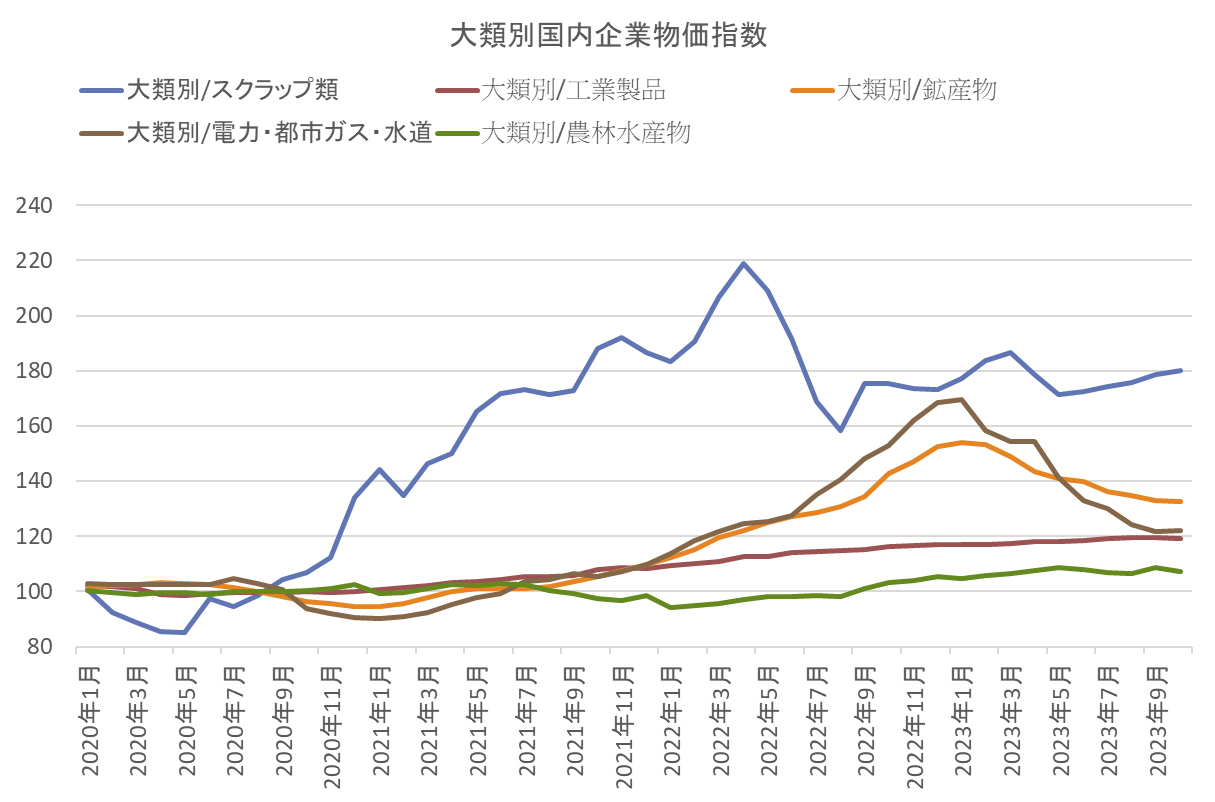 大類別国内企業物価指数
大類別/スクラップ類 大類別/工業製品 大類別/鉱産物
大類別/電力・都市ガス・水道 大類別/農林水産物
240
220
200
180
160
140
120
100
80
2020年1月
2020年3月
2020年5月
2020年7月
2020年9月
2020年11月
2021年1月
2021年3月
2021年5月
2021年7月
2021年9月
2021年11月
2022年1月
2022年3月
2022年5月
2022年7月
2022年9月
2022年11月
2023年1月
2023年3月
2023年5月
2023年7月
2023年9月